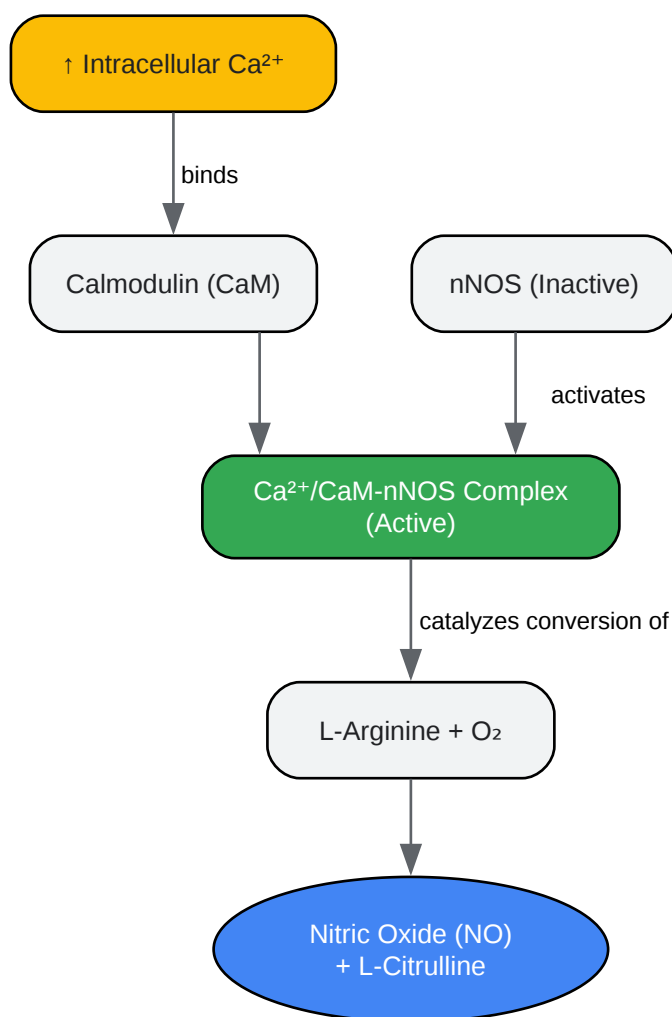 ↑ Intracellular Ca²⁺
binds
Calmodulin (CaM)
nNOS (Inactive)
activates
Ca²⁺/CaM-nNOS Complex
(Active)
catalyzes conversion of
L-Arginine + O₂
Nitric Oxide (NO)
+ L-Citrulline